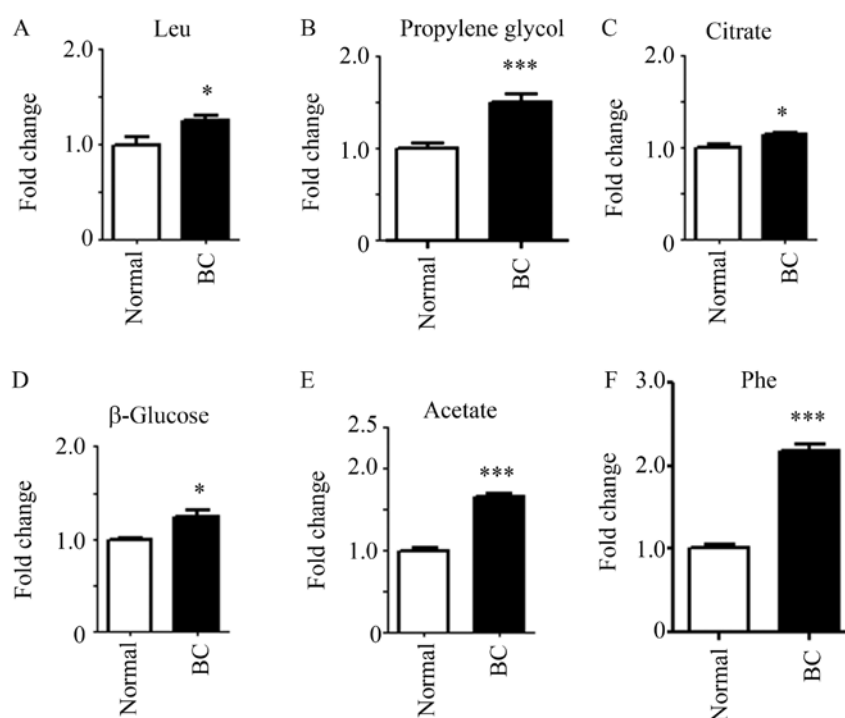 A Leu
Fold change
2.0
1.0
0
*
Normal
BC
B Propylene glycol
Fold change
2.0
1.0
0
***
Normal
BC
C Citrate
Fold change
2.0
1.0
0
*
Normal
BC
D β-Glucose
Fold change
2.0
1.0
0
*
Normal
BC
E Acetate
Fold change
2.5
2.0
1.0
0
***
Normal
BC
F Phe
Fold change
3.0
2.0
1.0
0
***
Normal
BC